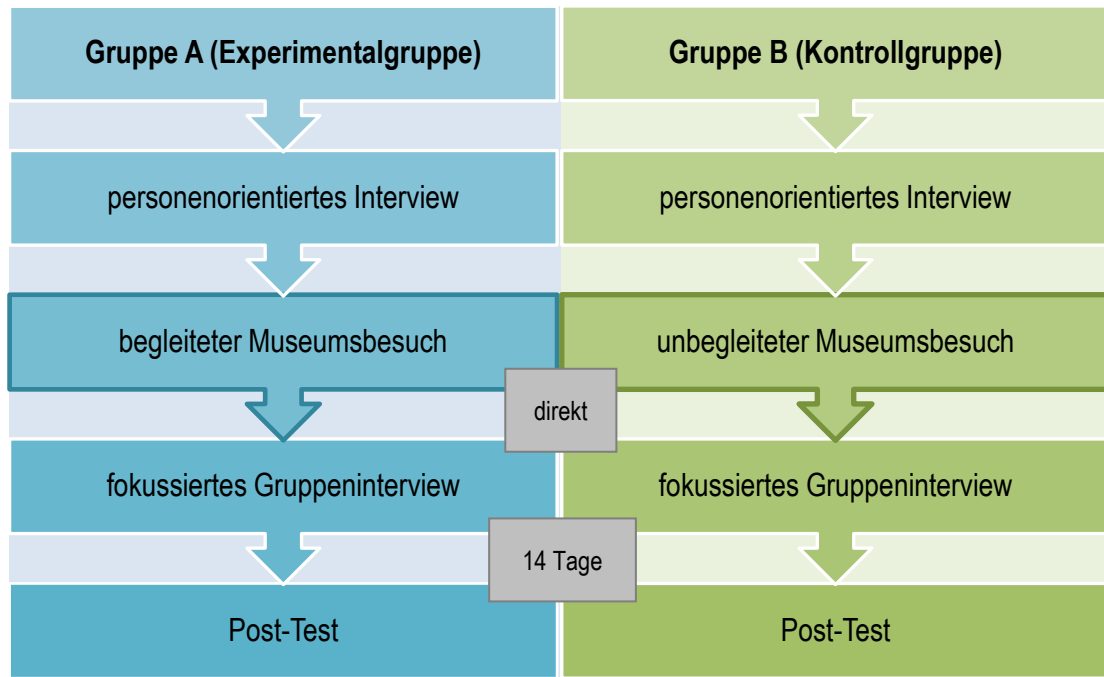 Gruppe A (Experimentalgruppe)
Gruppe B (Kontrollgruppe)
personenorientiertes Interview
personenorientiertes Interview
begleiteter Museumsbesuch
unbegleiteter Museumsbesuch
direkt
fokussiertes Gruppeninterview
fokussiertes Gruppeninterview
14 Tage
Post-Test
Post-Test